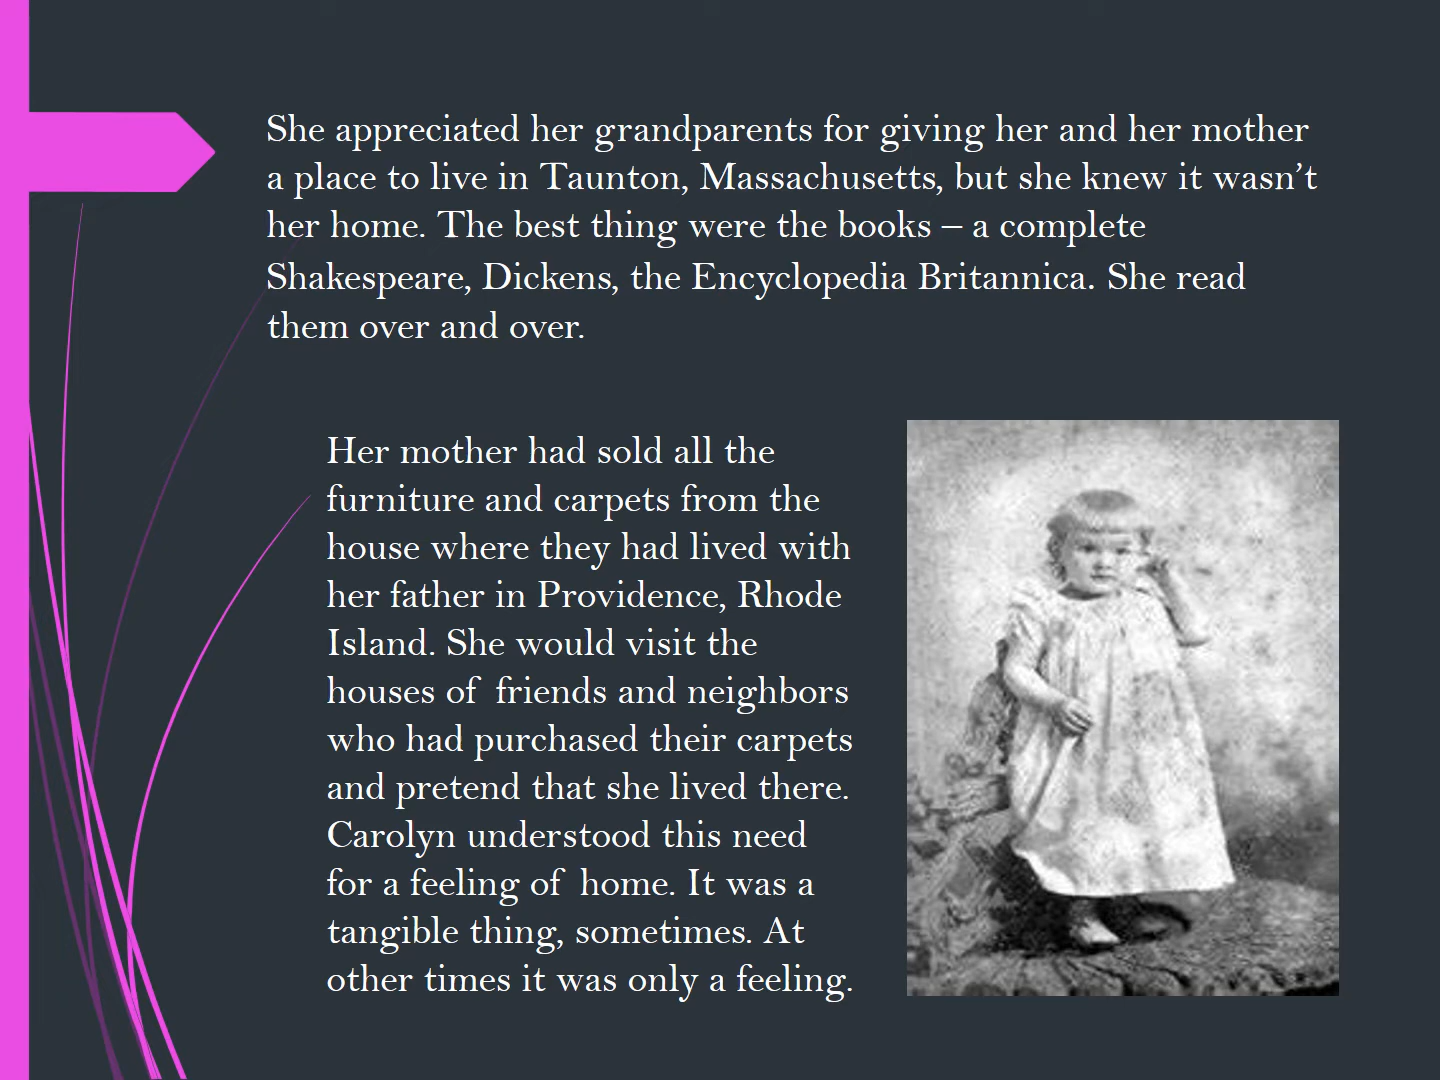 She appreciated her grandparents for giving her and her mother
a place to live in Taunton, Massachusetts, but she knew it wasn’t
her home. The best thing were the books – a complete
Shakespeare, Dickens, the Encyclopedia Britannica. She read
them over and over.
Her mother had sold all the
furniture and carpets from the
house where they had lived with
her father in Providence, Rhode
Island. She would visit the
houses of friends and neighbors
who had purchased their carpets
and pretend that she lived there.
Carolyn understood this need
for a feeling of home. It was a
tangible thing, sometimes. At
other times it was only a feeling.